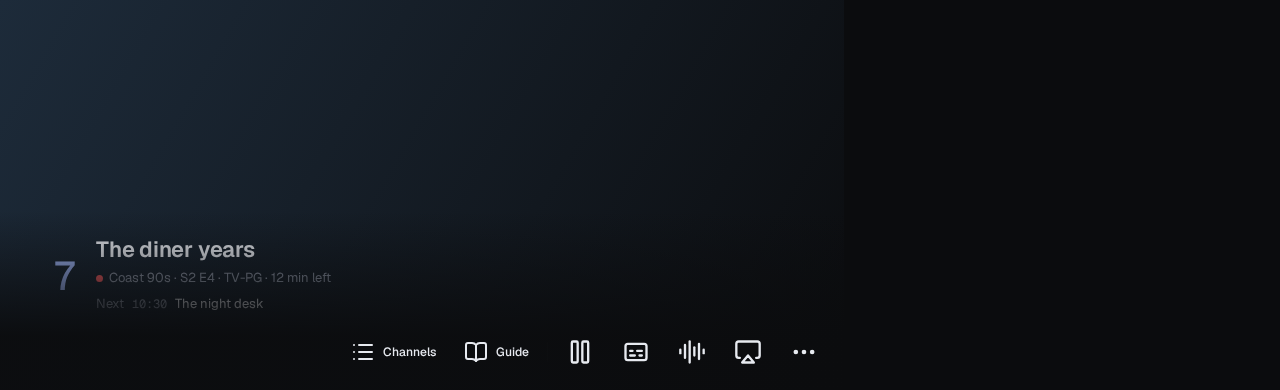 7
The diner years
Coast 90s · S2 E4 · TV-PG · 12 min left
Next 10:30 The night desk
Channels
Guide